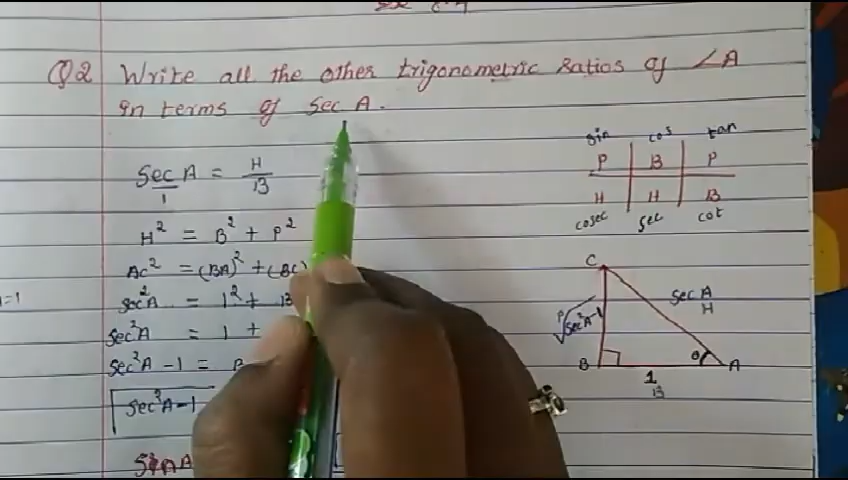 Q2 Write all the other trigonometric Ratios of ∠A
in terms of Sec A.
sin cos tan
P B P
H H B
cosec sec cot
Sec A = H
1 B
H² = B² + P²
AC² = (BA)² + (BC)
Sec²A = 1² + B
=1
Sec²A = 1 +
Sec²A - 1 =
Sec²A - 1
C
Sec A
H
P
√Sec²A-1
B θ A
1
B